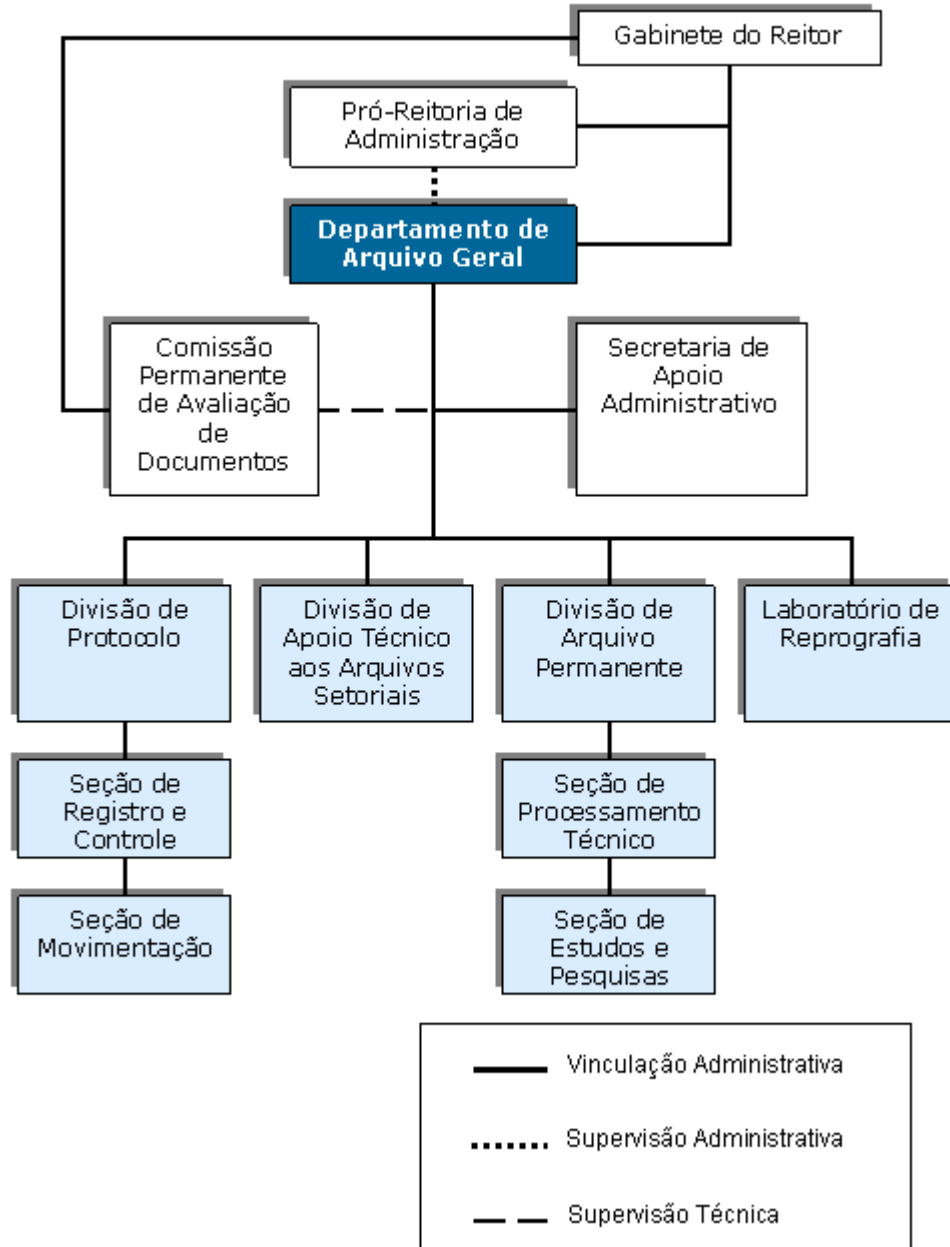 Gabinete do Reitor
Pró-Reitoria de
Administração
Departamento de
Arquivo Geral
Comissão
Permanente
de Avaliação
de
Documentos
Secretaria de
Apoio
Administrativo
Divisão de
Protocolo
Divisão de
Apoio Técnico
aos Arquivos
Setoriais
Divisão de
Arquivo
Permanente
Laboratório de
Reprografia
Seção de
Registro e
Controle
Seção de
Processamento
Técnico
Seção de
Movimentação
Seção de
Estudos e
Pesquisas
Vinculação Administrativa
Supervisão Administrativa
Supervisão Técnica